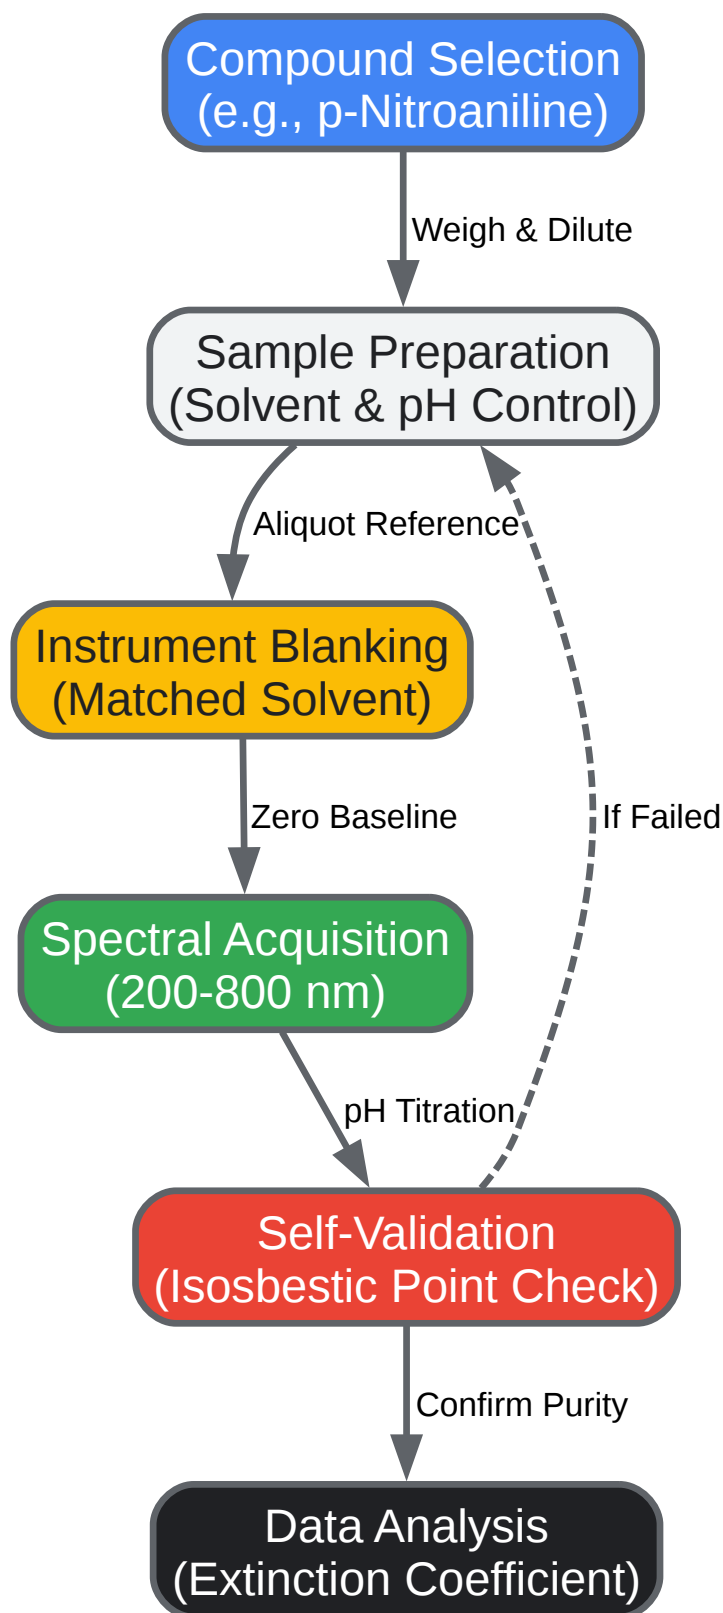 Compound Selection
(e.g., p-Nitroaniline)
Weigh & Dilute
Sample Preparation
(Solvent & pH Control)
Aliquot Reference
Instrument Blanking
(Matched Solvent)
Zero Baseline
If Failed
Spectral Acquisition
(200-800 nm)
pH Titration
Self-Validation
(Isosbestic Point Check)
Confirm Purity
Data Analysis
(Extinction Coefficient)